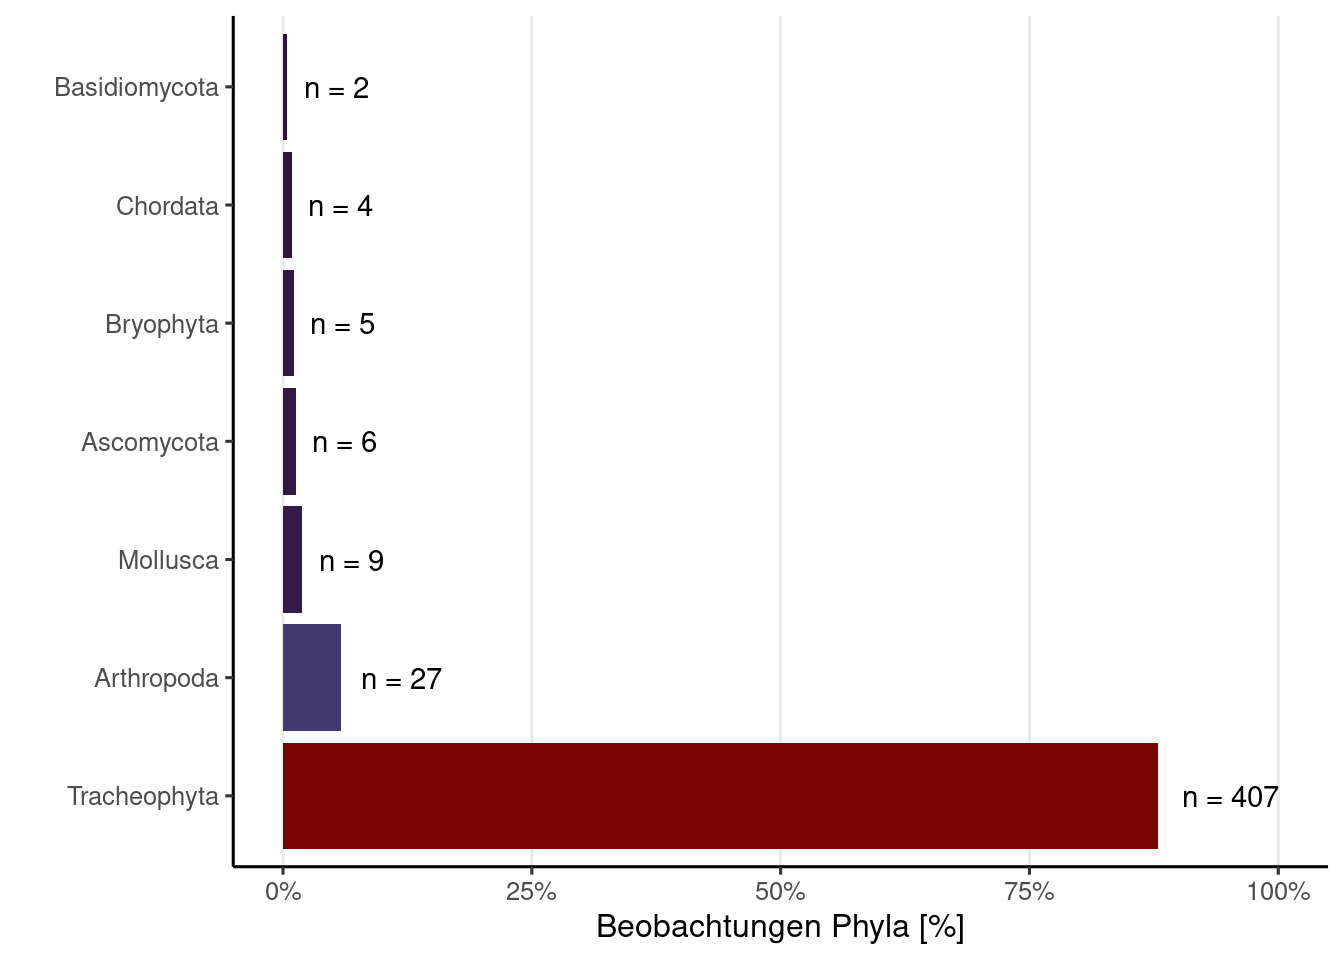 Basidiomycota n = 2
Chordata n = 4
Bryophyta n = 5
Ascomycota n = 6
Mollusca n = 9
Arthropoda n = 27
Tracheophyta n = 407
0% 25% 50% 75% 100%
Beobachtungen Phyla [%]